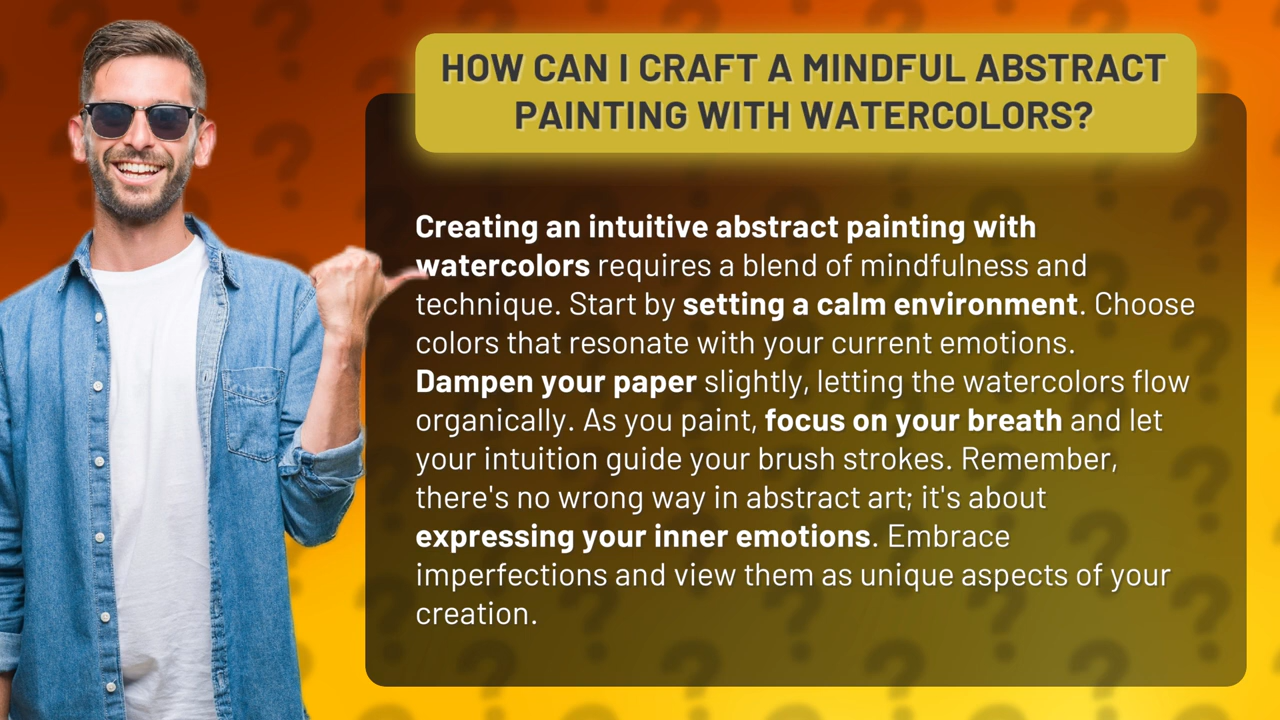 HOW CAN I CRAFT A MINDFUL ABSTRACT
PAINTING WITH WATERCOLORS?
Creating an intuitive abstract painting with
watercolors requires a blend of mindfulness and
technique. Start by setting a calm environment. Choose
colors that resonate with your current emotions.
Dampen your paper slightly, letting the watercolors flow
organically. As you paint, focus on your breath and let
your intuition guide your brush strokes. Remember,
there's no wrong way in abstract art; it's about
expressing your inner emotions. Embrace
imperfections and view them as unique aspects of your
creation.